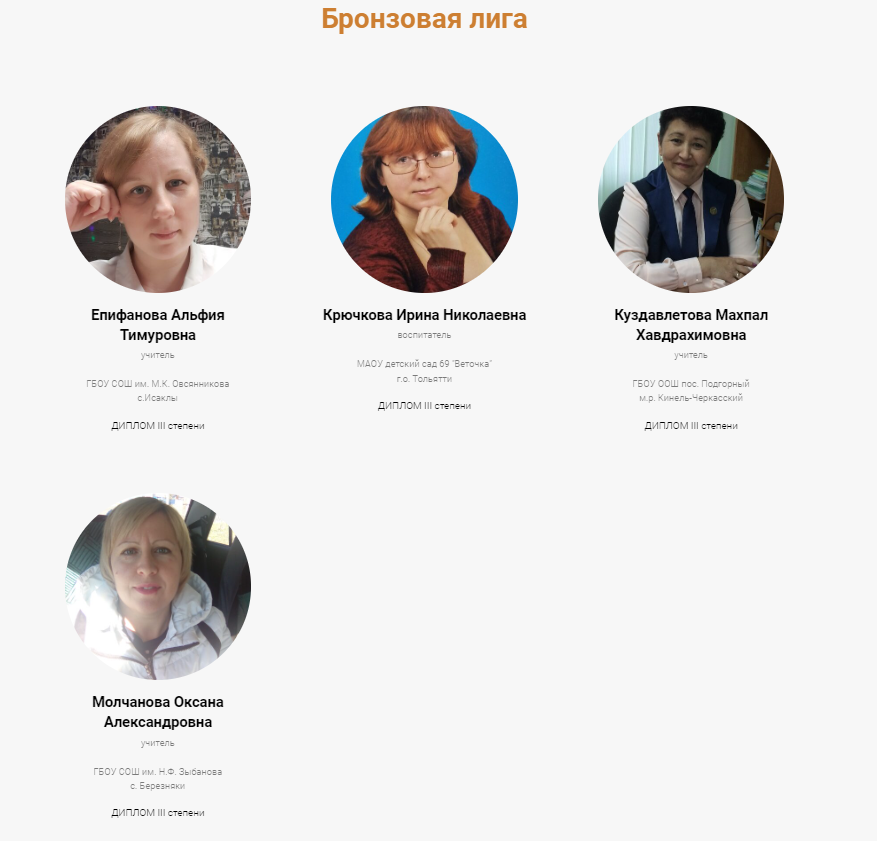 Бронзовая лига
Епифанова Альфия
Тимуровна
учитель
ГБОУ СОШ им. М.К. Овсянникова
с.Исаклы
ДИПЛОМ III степени
Крючкова Ирина Николаевна
воспитатель
МАОУ детский сад 69 "Веточка"
г.о. Тольятти
ДИПЛОМ III степени
Куздавлетова Махпал
Хавдрахимовна
учитель
ГБОУ ООШ пос. Подгорный
м.р. Кинель-Черкасский
ДИПЛОМ III степени
Молчанова Оксана
Александровна
учитель
ГБОУ СОШ им. Н.Ф. Зыбанова
с. Березняки
ДИПЛОМ III степени